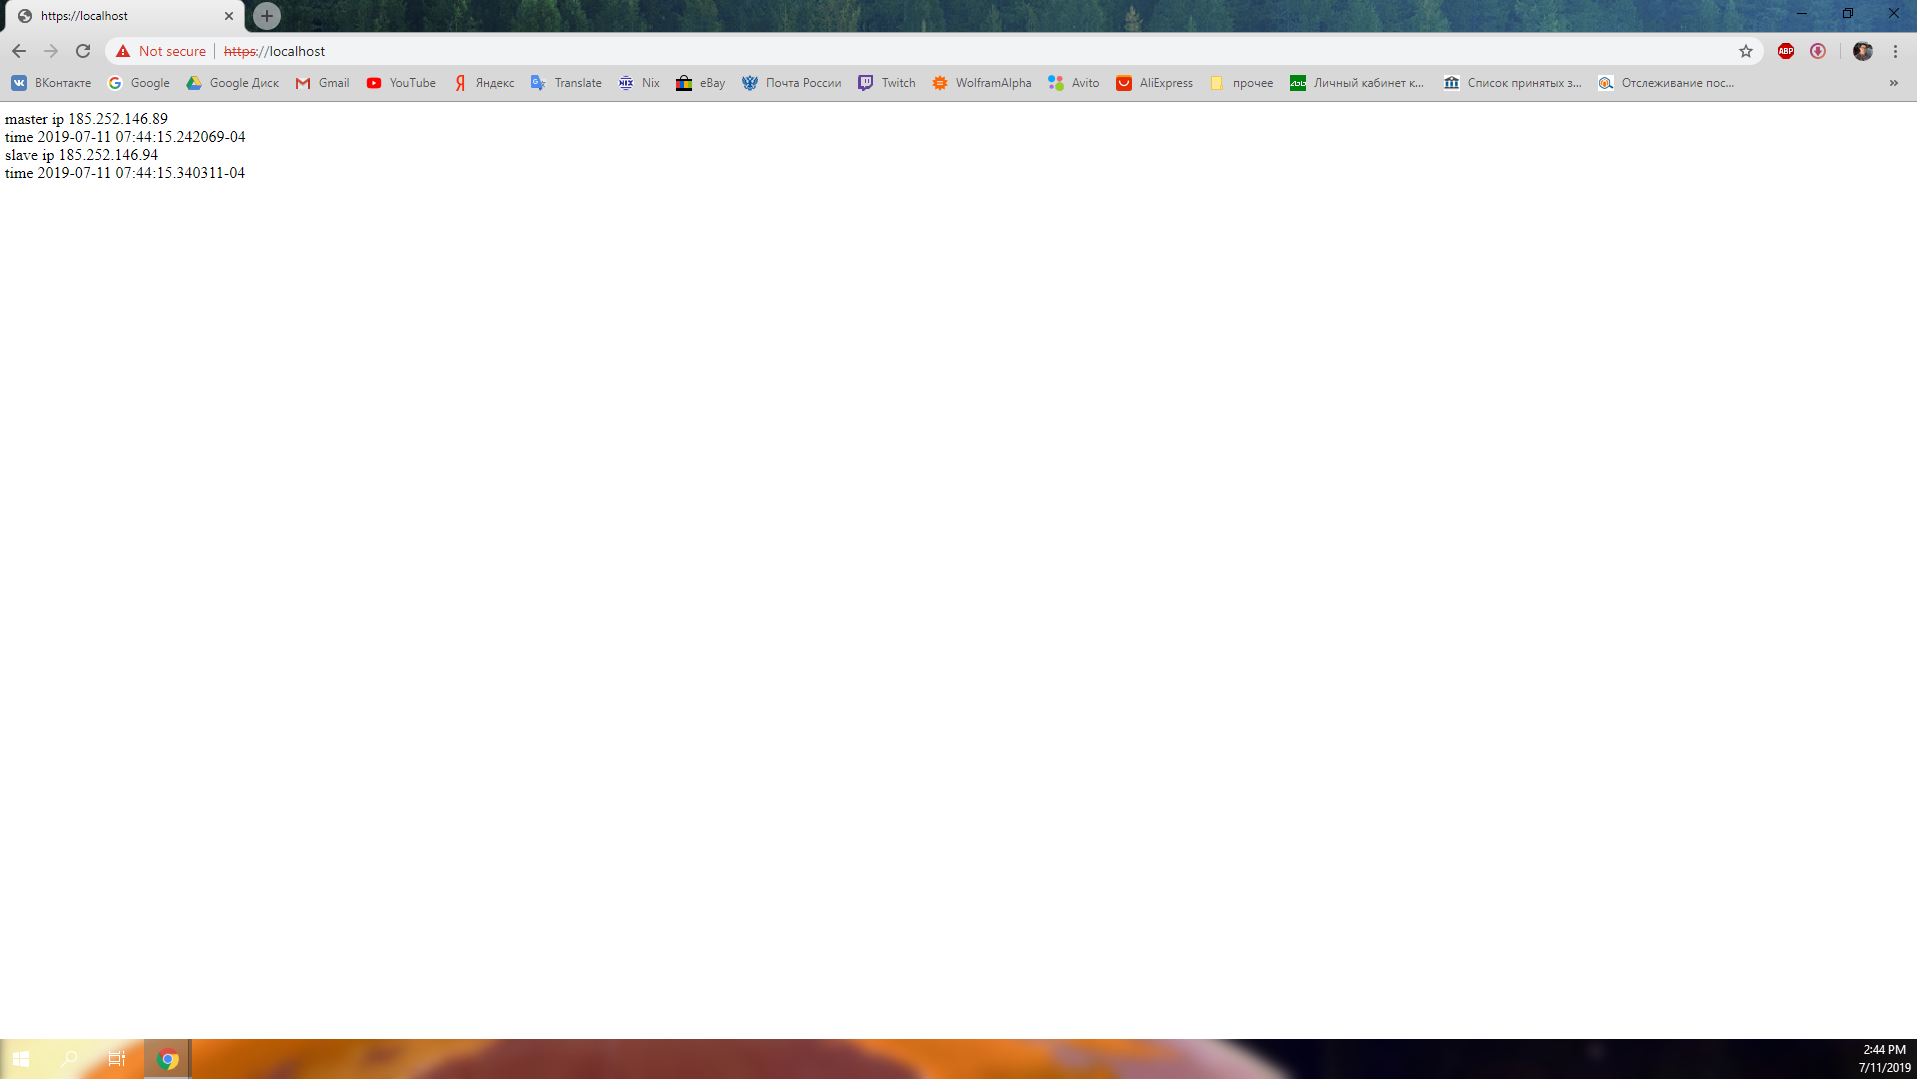 https://localhost
Not secure https://localhost ABP
ВКонтакте Google Google Диск Gmail YouTube Яндекс Translate Nix eBay Почта России Twitch WolframAlpha Avito AliExpress прочее Личный кабинет к... Список принятых з... Отслеживание пос... »
master ip 185.252.146.89
time 2019-07-11 07:44:15.242069-04
slave ip 185.252.146.94
time 2019-07-11 07:44:15.340311-04
2:44 PM
7/11/2019